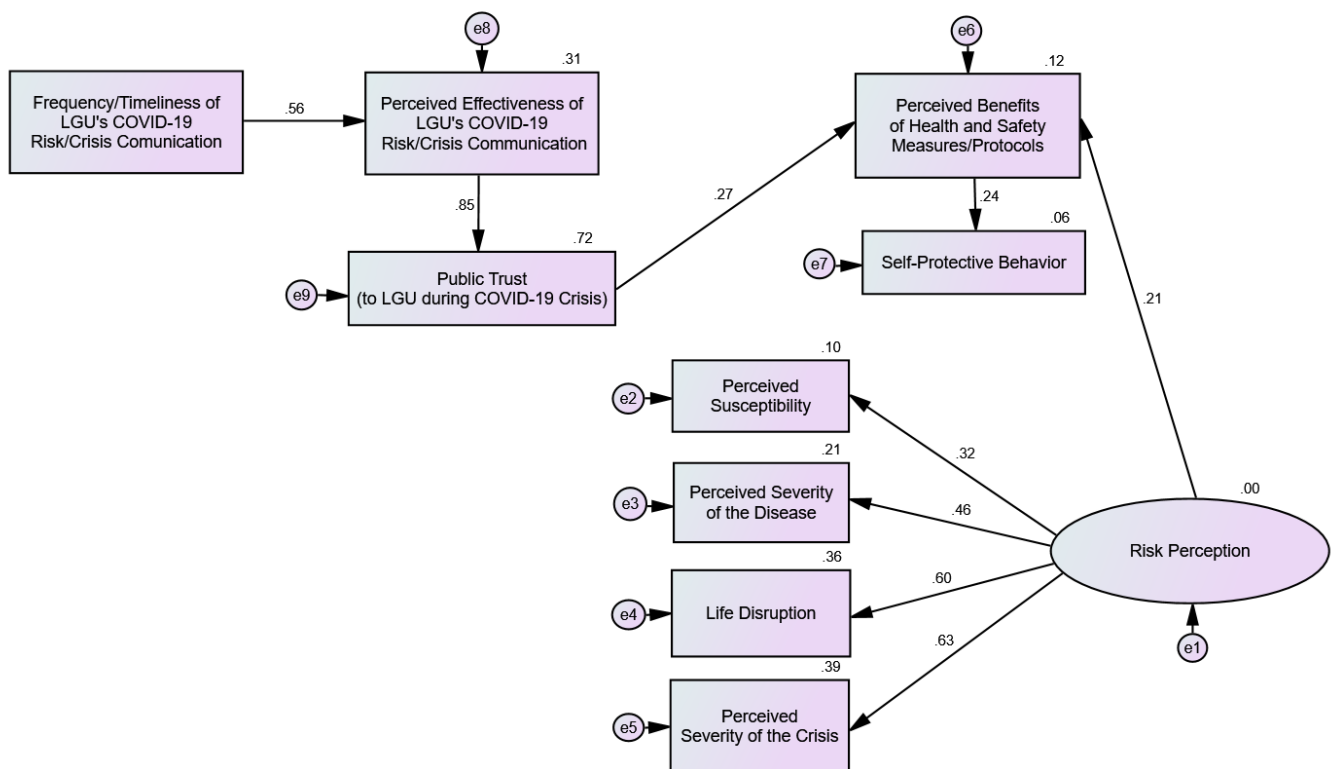 e8
e6
.31
.12
Frequency/Timeliness of
LGU's COVID-19
Risk/Crisis Comunication
.56
Perceived Effectiveness of
LGU's COVID-19
Risk/Crisis Communication
Perceived Benefits
of Health and Safety
Measures/Protocols
.85
.27
.24
.72
.06
e9
Public Trust
(to LGU during COVID-19 Crisis)
e7
Self-Protective Behavior
.21
.10
e2
Perceived
Susceptibility
.32
.21
e3
Perceived Severity
of the Disease
.46
.00
Risk Perception
.36
e4
Life Disruption
.60
e1
.63
.39
e5
Perceived
Severity of the Crisis